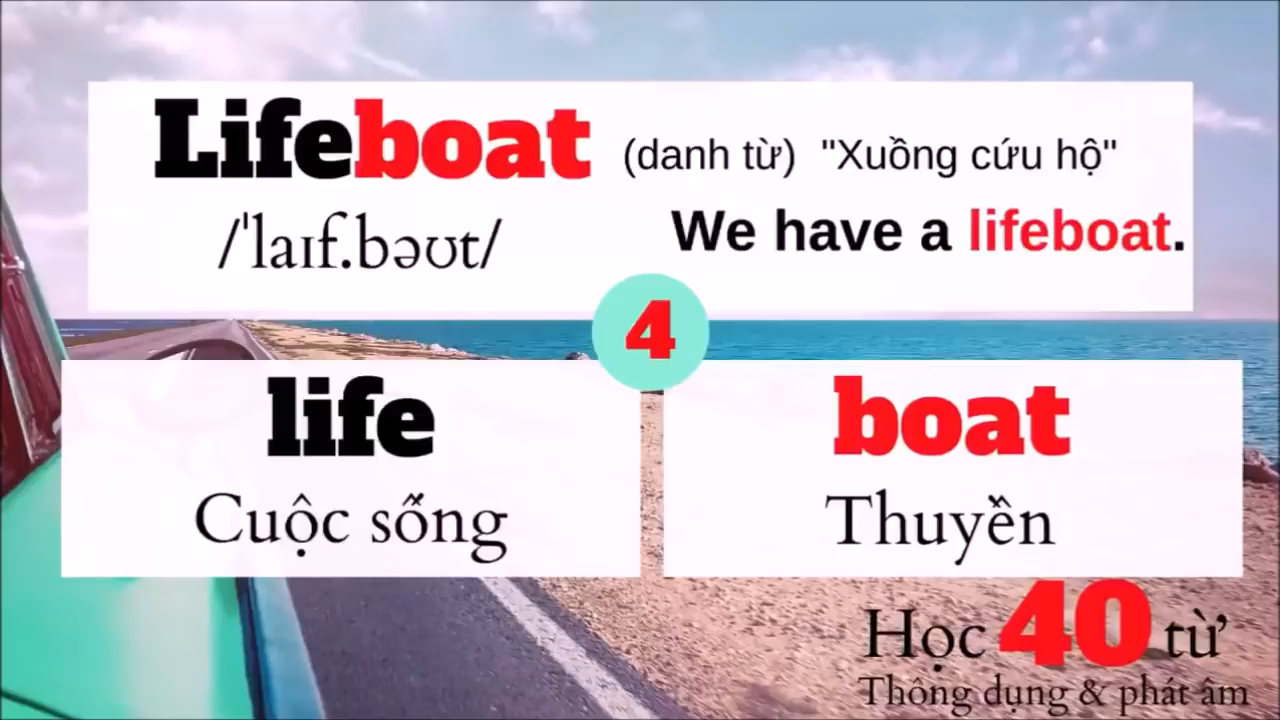 Lifeboat (danh từ) "Xuồng cứu hộ"
/ˈlaɪf.bəʊt/ We have a lifeboat.
4
life
Cuộc sống
boat
Thuyền
Học 40 từ
Thông dụng & phát âm